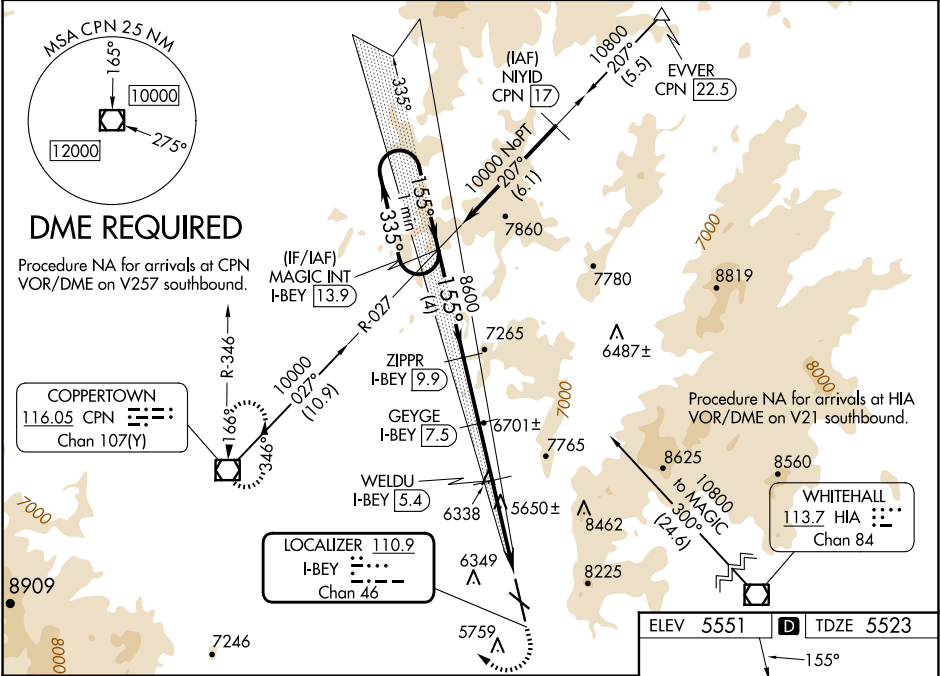 MSA CPN 25 NM
165°
10000
275°
12000
DME REQUIRED
Procedure NA for arrivals at CPN
VOR/DME on V257 southbound.
10800
207°
(5.5)
EVVER
CPN 22.5
(IAF)
NIYID
CPN 17
10000 NoPT
207°
(6.1)
335°
155°
1 min
335°
(IF/IAF)
MAGIC INT
I-BEY 13.9
7860
7780
7000
8819
R-027
155°
(4)
8600
R-346
10000
027°
(10.9)
7265
6487±
8000
ZIPPR
I-BEY 9.9
7000
Procedure NA for arrivals at HIA
VOR/DME on V21 southbound.
COPPERTOWN
116.05 CPN
Chan 107(Y)
166°
346°
GEYGE
I-BEY 7.5
6701±
7765
8625
8560
10800
to MAGIC
300°
(24.6)
WELDU
I-BEY 5.4
6338
5650±
8462
WHITEHALL
113.7 HIA
Chan 84
7000
LOCALIZER 110.9
I-BEY
Chan 46
6349
8225
8909
8000
7246
5759
ELEV 5551
D
TDZE 5523
155°